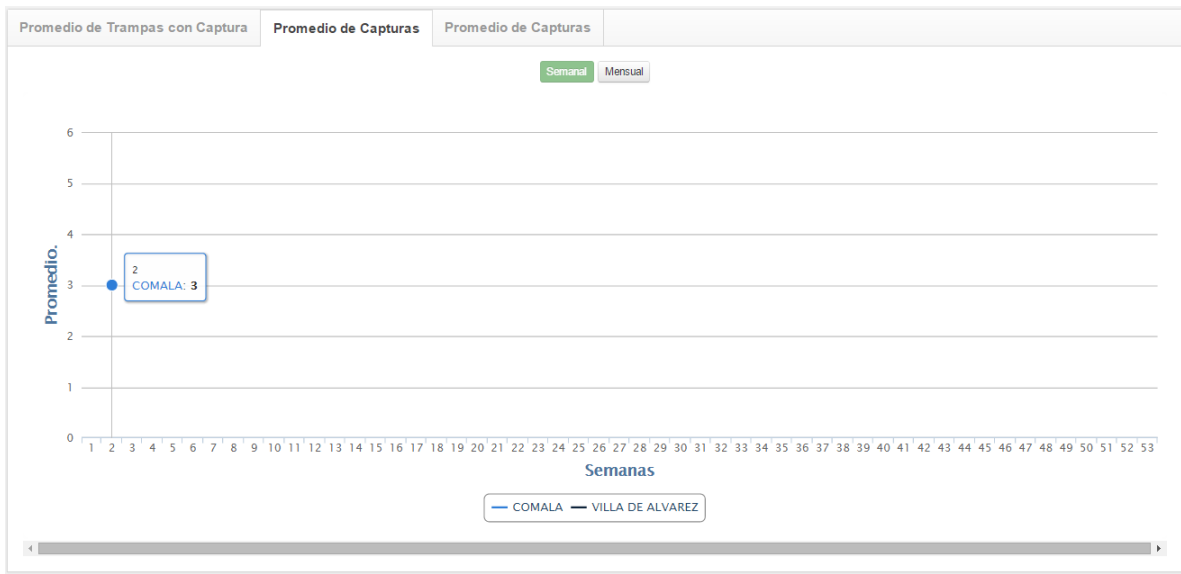 Promedio de Trampas con Captura Promedio de Capturas Promedio de Capturas
Semanal Mensual
6
5
4
3
2
1
0
Promedio.
2
COMALA: 3
1 2 3 4 5 6 7 8 9 10 11 12 13 14 15 16 17 18 19 20 21 22 23 24 25 26 27 28 29 30 31 32 33 34 35 36 37 38 39 40 41 42 43 44 45 46 47 48 49 50 51 52 53
Semanas
COMALA VILLA DE ALVAREZ